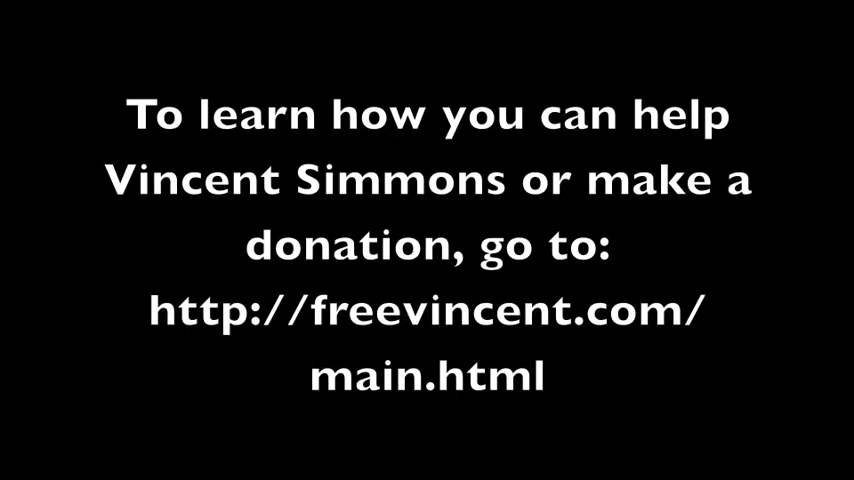 To learn how you can help
Vincent Simmons or make a
donation, go to:
http://freevincent.com/
main.html